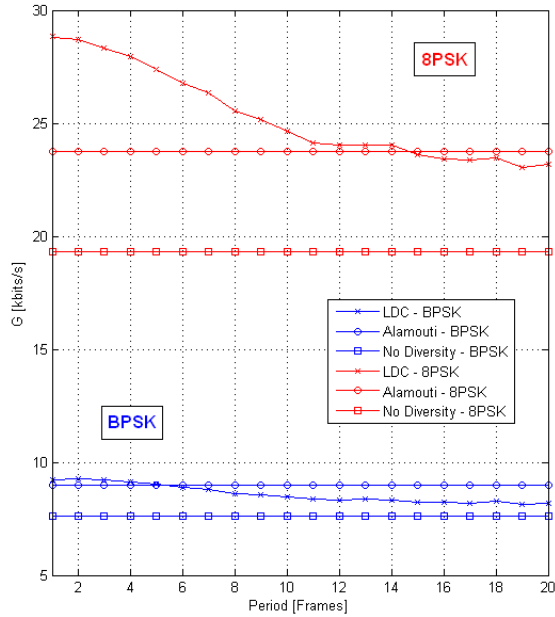 30
8PSK
25
20
G [kbits/s]
15
LDC - BPSK
Alamouti - BPSK
No Diversity - BPSK
LDC - 8PSK
Alamouti - 8PSK
No Diversity - 8PSK
BPSK
10
5
2 4 6 8 10 12 14 16 18 20
Period [Frames]